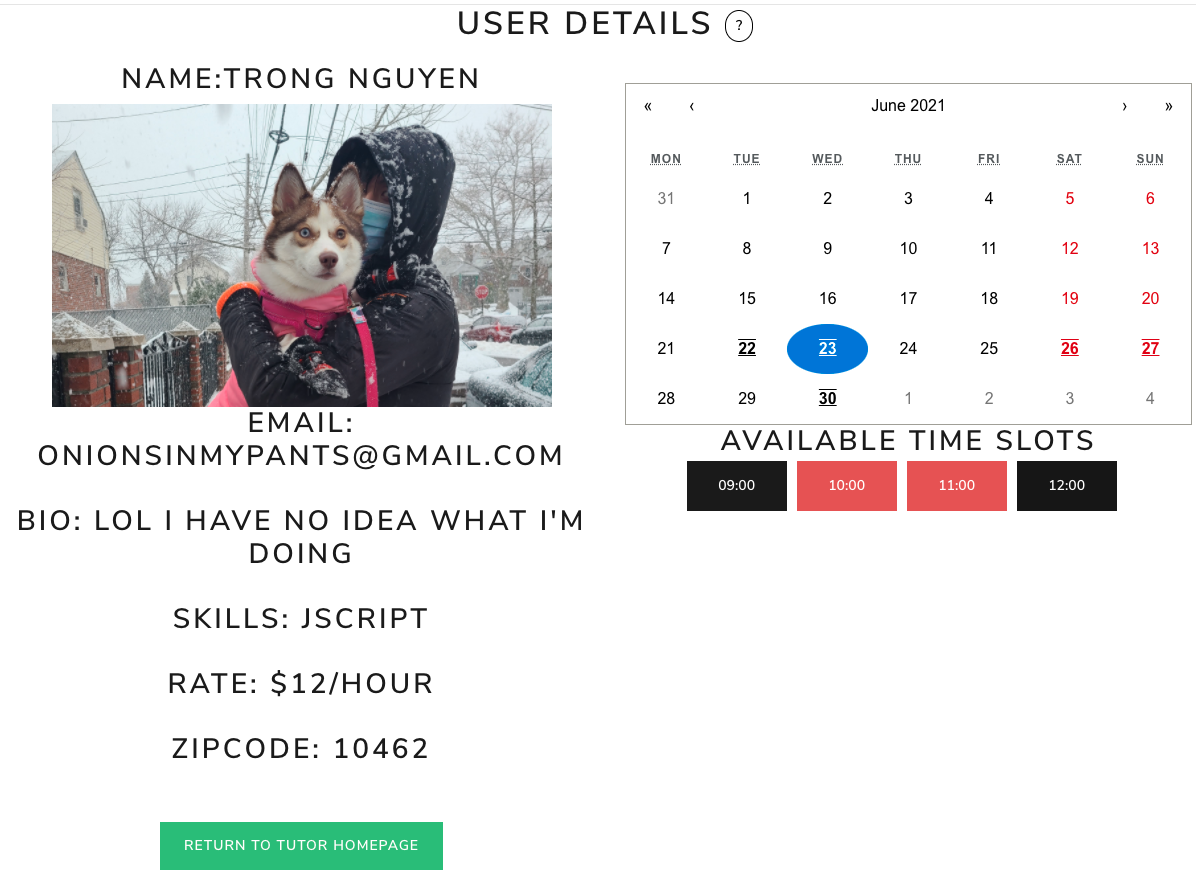 USER DETAILS ?
NAME:TRONG NGUYEN
EMAIL:
ONIONSINMYPANTS@GMAIL.COM
BIO: LOL I HAVE NO IDEA WHAT I'M
DOING
SKILLS: JSCRIPT
RATE: $12/HOUR
ZIPCODE: 10462
RETURN TO TUTOR HOMEPAGE
« ‹ June 2021 › »
MON TUE WED THU FRI SAT SUN
31 1 2 3 4 5 6
7 8 9 10 11 12 13
14 15 16 17 18 19 20
21 22 23 24 25 26 27
28 29 30 1 2 3 4
AVAILABLE TIME SLOTS
09:00 10:00 11:00 12:00